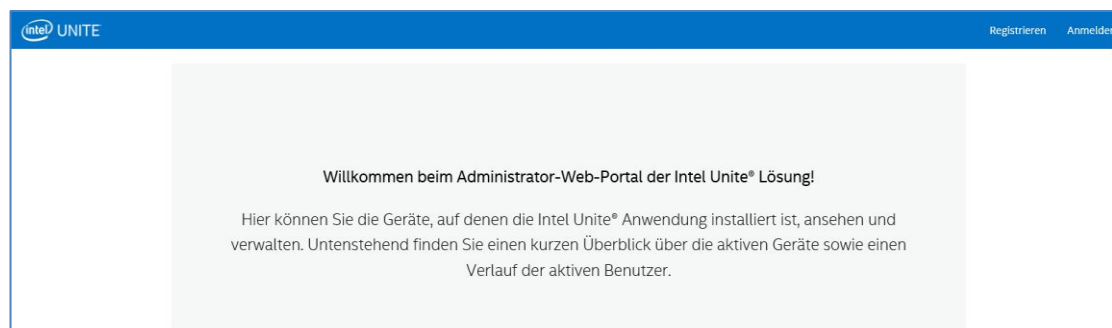 intel UNITE
Registrieren Anmelden
Willkommen beim Administrator-Web-Portal der Intel Unite® Lösung!
Hier können Sie die Geräte, auf denen die Intel Unite® Anwendung installiert ist, ansehen und
verwalten. Untenstehend finden Sie einen kurzen Überblick über die aktiven Geräte sowie einen
Verlauf der aktiven Benutzer.